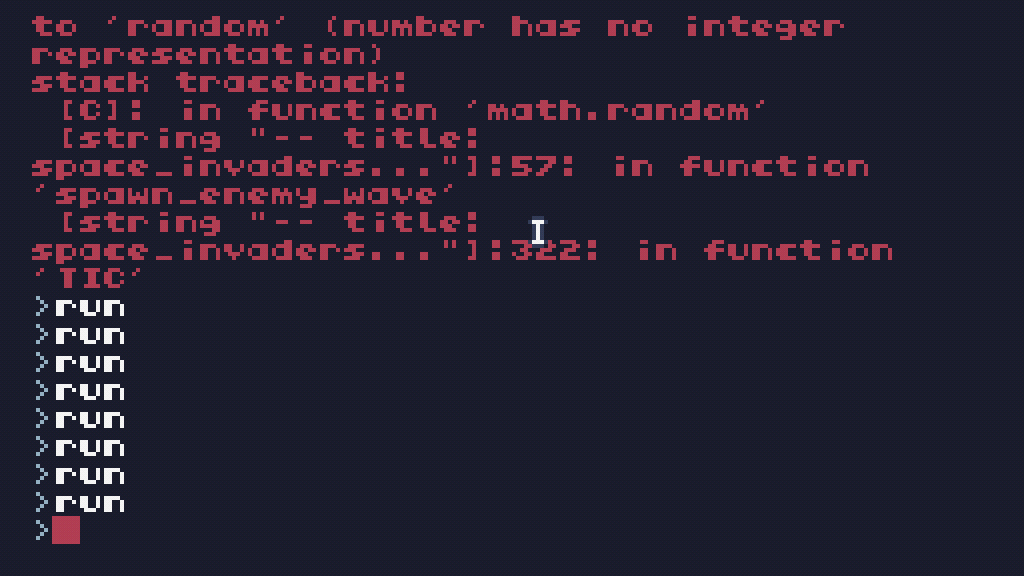 to 'random' (number has no integer
representation)
stack traceback:
[C]: in function 'math.random'
[string "-- title:
space_invaders..."]:57: in function
'spawn_enemy_wave'
[string "-- title:
space_invaders..."]:322: in function
'TIC'
>run
>run
>run
>run
>run
>run
>run
>run
>